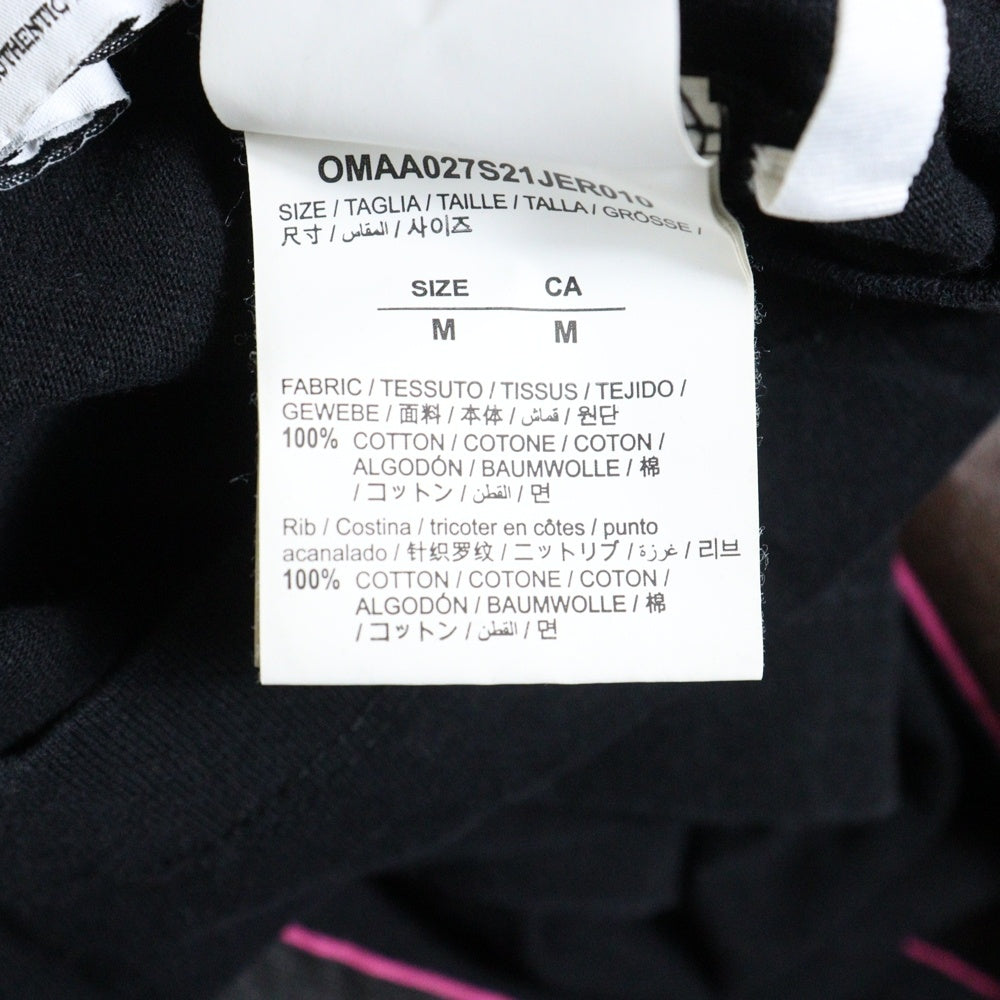 AUTHENTIC
OMAA027S21JER010
SIZE / TAGLIA / TAILLE / TALLA / GRÖSSE /
尺寸 / المقاس / 사이즈
SIZE CA
M M
FABRIC / TESSUTO / TISSUS / TEJIDO /
GEWEBE / 面料 / 本体 / قماش / 원단
100% COTTON / COTONE / COTON /
ALGODÓN / BAUMWOLLE / 棉
/ コットン / القطن / 면
Rib / Costina / tricoter en côtes / punto
acanalado / 针织罗纹 / ニットリブ / غرزة / 리브
100% COTTON / COTONE / COTON /
ALGODÓN / BAUMWOLLE / 棉
/ コットン / القطن / 면